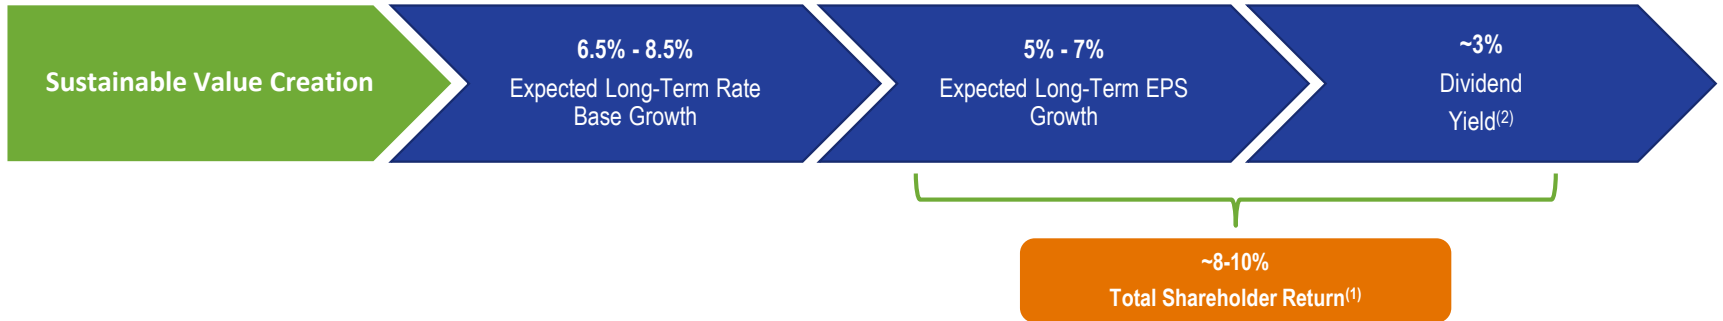 Sustainable Value Creation
6.5% - 8.5%
Expected Long-Term Rate
Base Growth
5% - 7%
Expected Long-Term EPS
Growth
~3%
Dividend
Yield(2)
~8-10%
Total Shareholder Return(1)